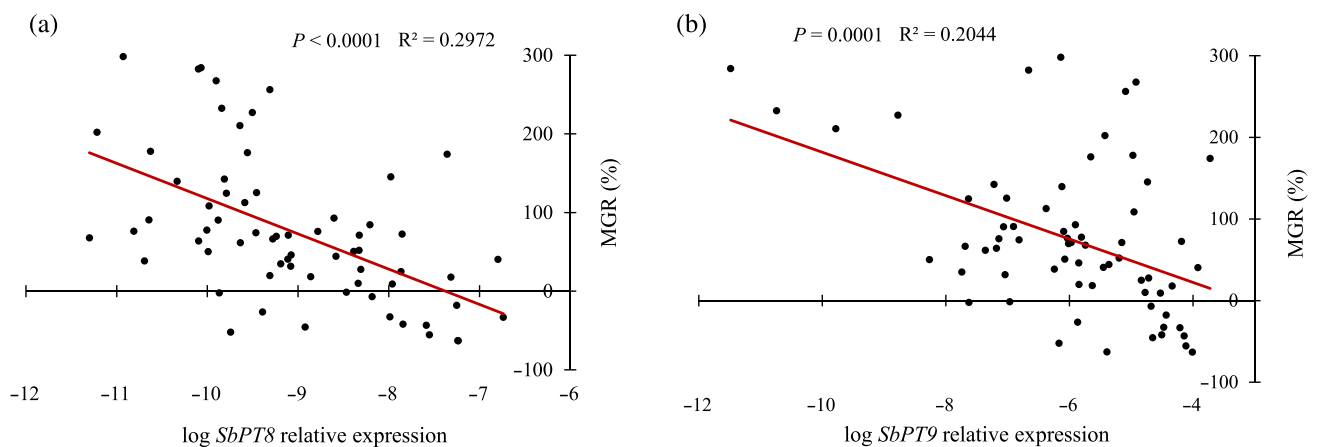 (a)
P < 0.0001 R² = 0.2972
300
200
100
0
−100
MGR (%)
−12 −11 −10 −9 −8 −7 −6
log SbPT8 relative expression
(b)
P = 0.0001 R² = 0.2044
300
200
100
0
−100
MGR (%)
−12 −10 −8 −6 −4
log SbPT9 relative expression